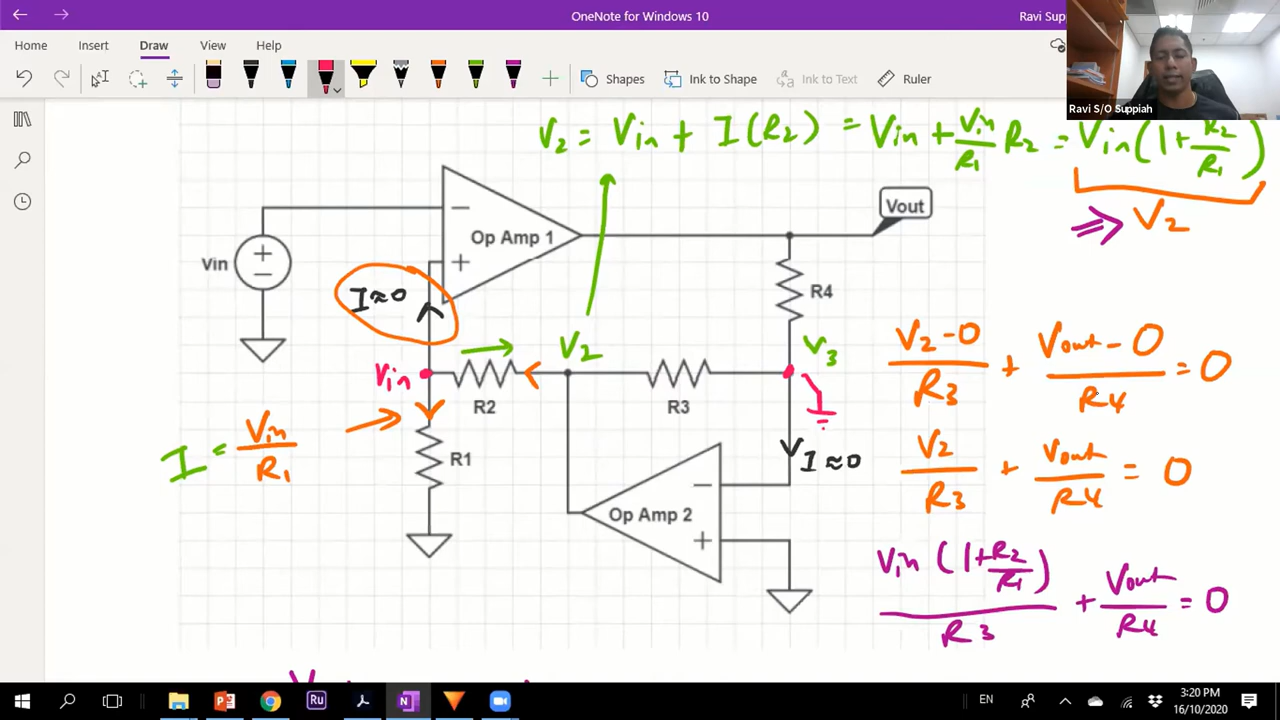 OneNote for Windows 10
Ravi Sup
Home Insert Draw View Help
Shapes Ink to Shape Ink to Text Ruler
Ravi S/O Suppiah
V2 = Vin + I(R2) = Vin + Vin/R1 R2 = Vin(1+R2/R1)
⇒ V2
Vout
Op Amp 1
−
+
Vin
+
−
I≈0
R4
V2
V3
Vin
R2
R3
I = Vin/R1
R1
I≈0
Op Amp 2
−
+
V2-0/R3 + Vout-0/R4 = 0
V2/R3 + Vout/R4 = 0
Vin(1+R2/R1)/R3 + Vout/R4 = 0
Ru
EN
3:20 PM
16/10/2020